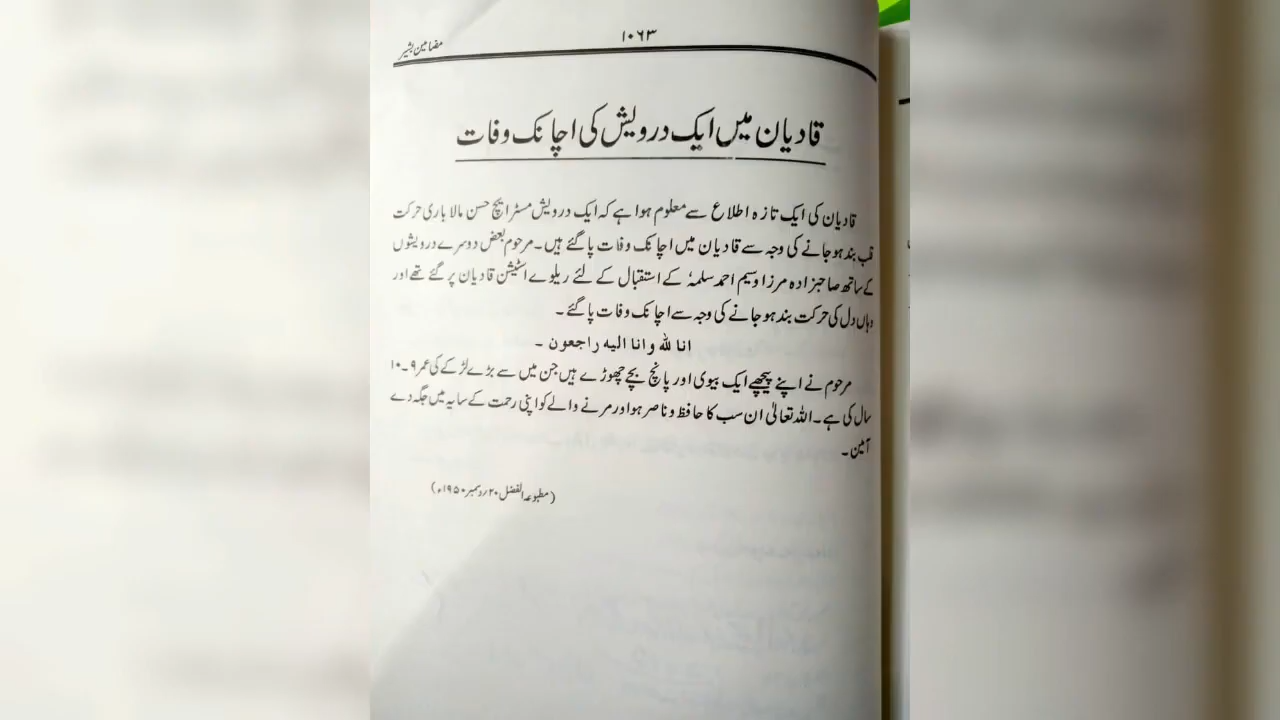 مضامین بشیر
۱۰۶۳
قادیان میں ایک درویش کی اچانک وفات
قادیان کی ایک تازہ اطلاع سے معلوم ہوا ہے کہ ایک درویش مسٹر ایچ حسن مالا باری حرکت
قلب بند ہو جانے کی وجہ سے قادیان میں اچانک وفات پا گئے ہیں۔ مرحوم بعض دوسرے درویشوں
کے ساتھ صاحبزادہ مرزا وسیم احمد سلمہٗ کے استقبال کے لئے ریلوے اسٹیشن قادیان پر گئے تھے اور
وہاں دل کی حرکت بند ہو جانے کی وجہ سے اچانک وفات پا گئے۔
انا للہ وانا الیہ راجعون۔
مرحوم نے اپنے پیچھے ایک بیوی اور پانچ بچے چھوڑے ہیں جن میں سے بڑے لڑکے کی عمر ۹۔۱۰
سال کی ہے۔ اللہ تعالیٰ ان سب کا حافظ و ناصر ہو اور مرنے والے کو اپنی رحمت کے سایہ میں جگہ دے
آمین۔
(مطبوعہ الفضل ۲۰؍دسمبر ۱۹۵۰ء)